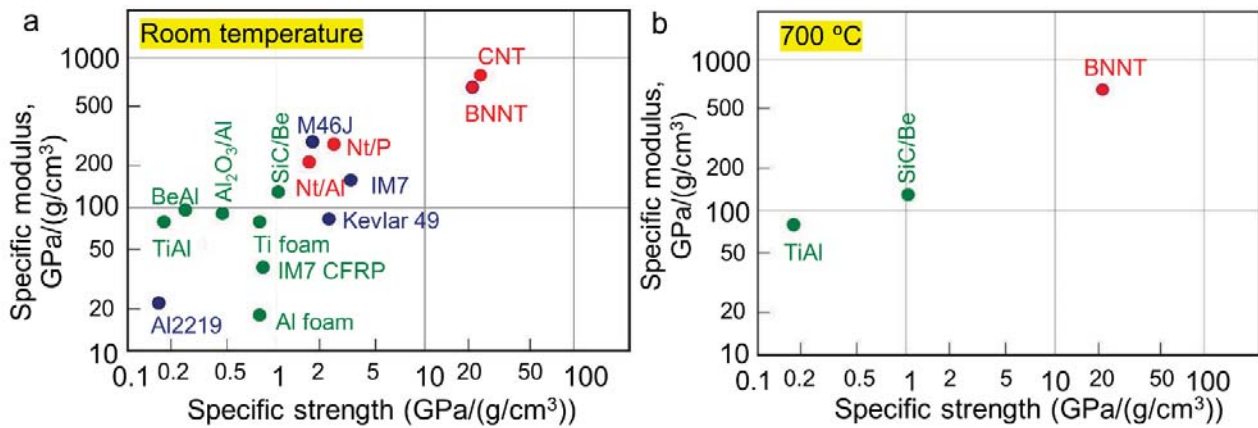 a
Room temperature
Specific modulus,
GPa/(g/cm³)
1000
500
200
100
50
20
10
CNT
BNNT
M46J
Nt/P
SiC/Be
Al₂O₃/Al
Nt/Al
IM7
BeAl
Kevlar 49
TiAl
Ti foam
IM7 CFRP
Al2219
Al foam
0.1 0.2 0.5 1 2 5 10 20 50 100
Specific strength (GPa/(g/cm³))
b
700 ºC
Specific modulus,
GPa/(g/cm³)
1000
500
200
100
50
20
10
BNNT
SiC/Be
TiAl
0.1 0.2 0.5 1 2 5 10 20 50 100
Specific strength (GPa/(g/cm³))